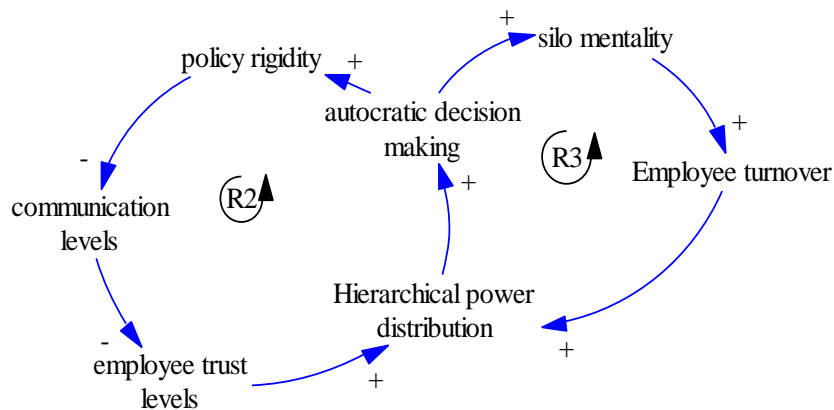 +
silo mentality
policy rigidity
+
autocratic decision
making
+
R3
-
Employee turnover
+
R2
communication
levels
Hierarchical power
distribution
-
+
employee trust
levels
+